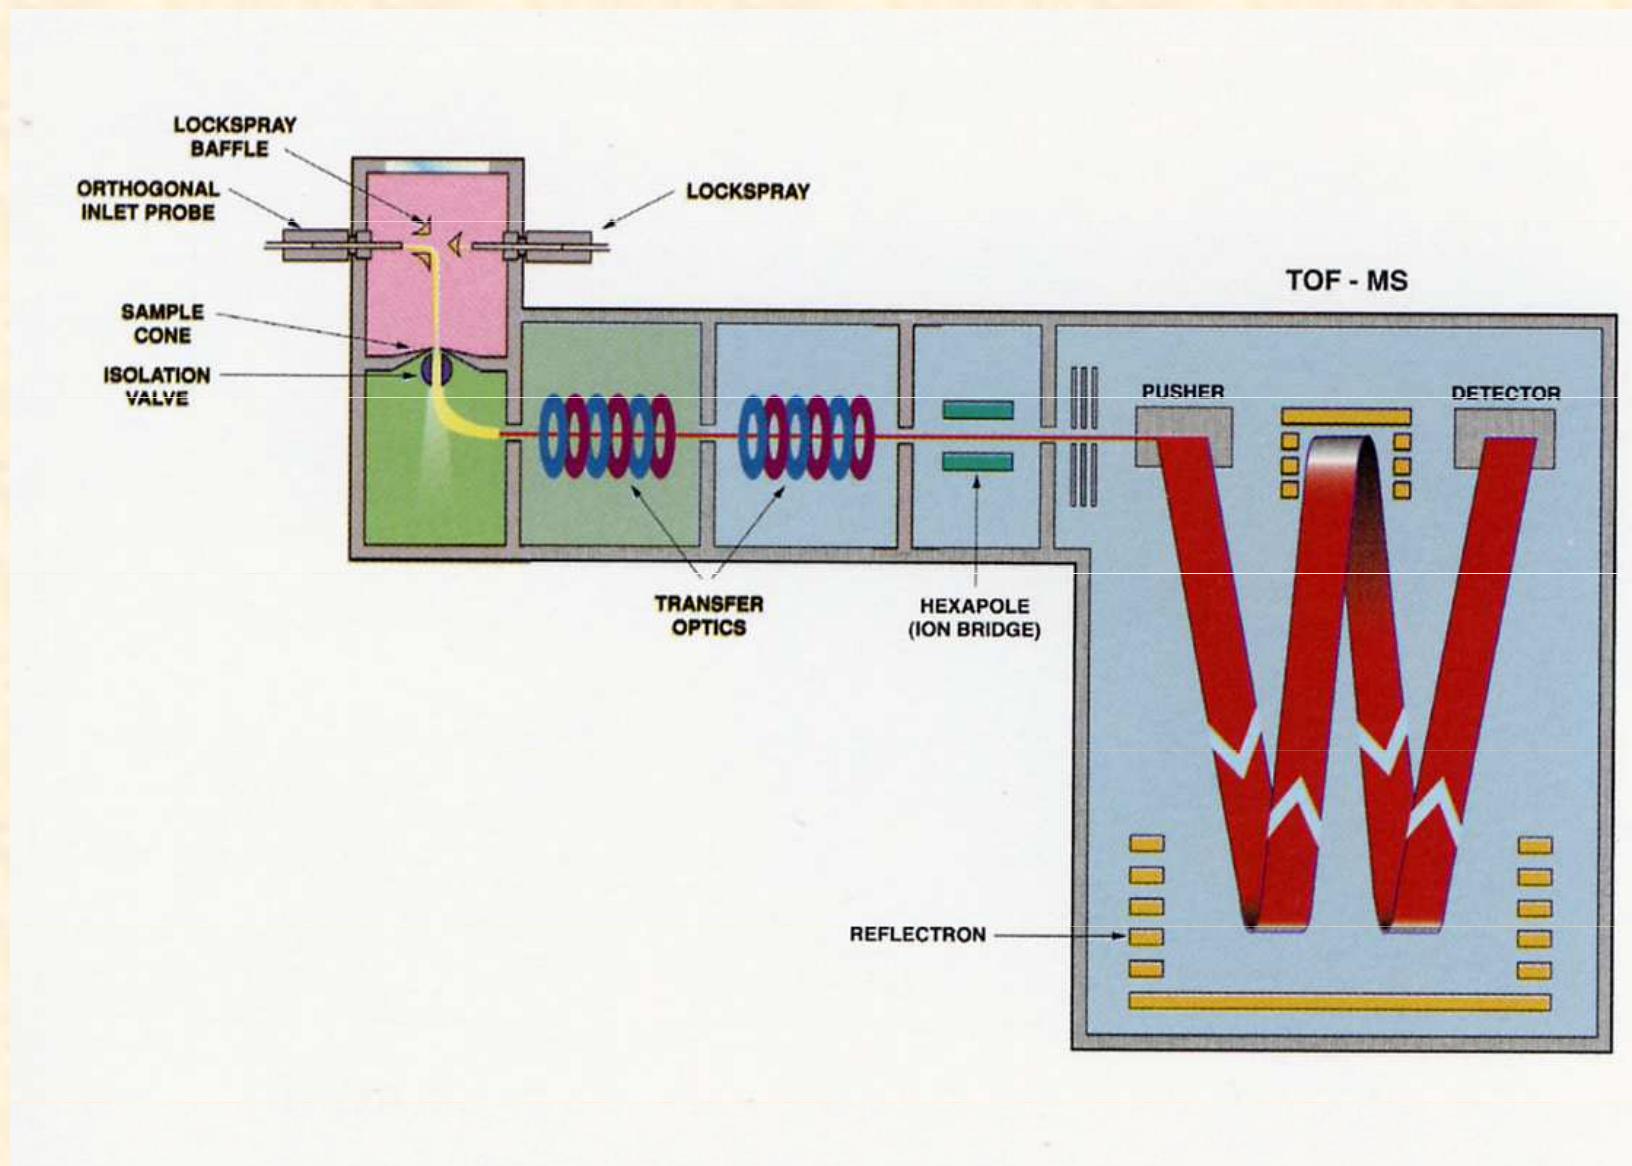 LOCKSPRAY
BAFFLE
ORTHOGONAL
INLET PROBE
LOCKSPRAY
SAMPLE
CONE
ISOLATION
VALVE
TOF - MS
PUSHER
DETECTOR
TRANSFER
OPTICS
HEXAPOLE
(ION BRIDGE)
REFLECTRON